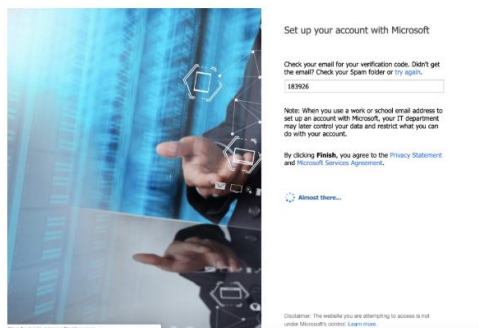 Set up your account with Microsoft
Check your email for your verification code. Didn't get
the email? Check your Spam folder or try again.
183926
Note: When you use a work or school email address to
set up an account with Microsoft, your IT department
may later control your data and restrict what you can
do with your account.
By clicking Finish, you agree to the Privacy Statement
and Microsoft Services Agreement.
Almost there...
Disclaimer: The website you are attempting to access is not
under Microsoft's control. Learn more.